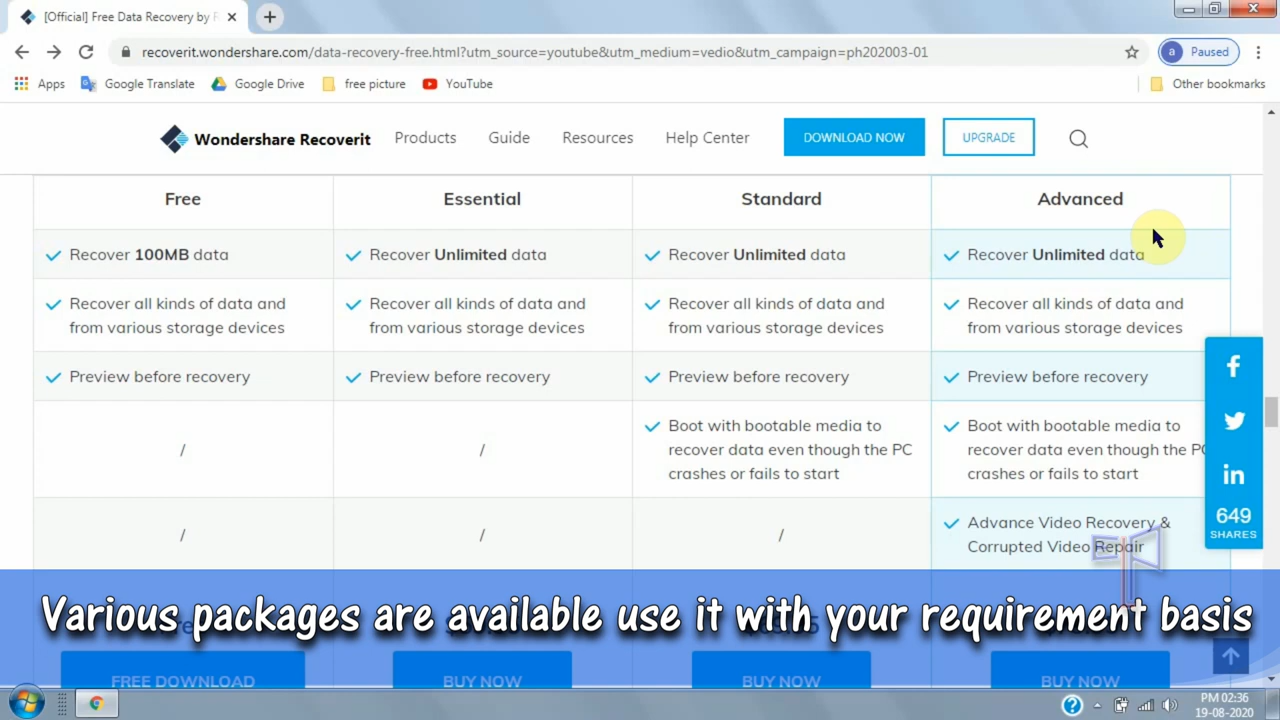 [Official] Free Data Recovery by
recoverit.wondershare.com/data-recovery-free.html?utm_source=youtube&utm_medium=vedio&utm_campaign=ph202003-01
a Paused
Apps Google Translate Google Drive free picture YouTube Other bookmarks
Wondershare Recoverit Products Guide Resources Help Center DOWNLOAD NOW UPGRADE
Free Essential Standard Advanced
Recover 100MB data Recover Unlimited data Recover Unlimited data Recover Unlimited data
Recover all kinds of data and Recover all kinds of data and Recover all kinds of data and Recover all kinds of data and
from various storage devices from various storage devices from various storage devices from various storage devices
Preview before recovery Preview before recovery Preview before recovery Preview before recovery
Boot with bootable media to Boot with bootable media to
/ / recover data even though the PC recover data even though the PC
crashes or fails to start crashes or fails to start
649
SHARES
Advance Video Recovery &
/ / /
Corrupted Video Repair
Various packages are available use it with your requirement basis
FREE DOWNLOAD BUY NOW BUY NOW BUY NOW
PM 02:36
19-08-2020